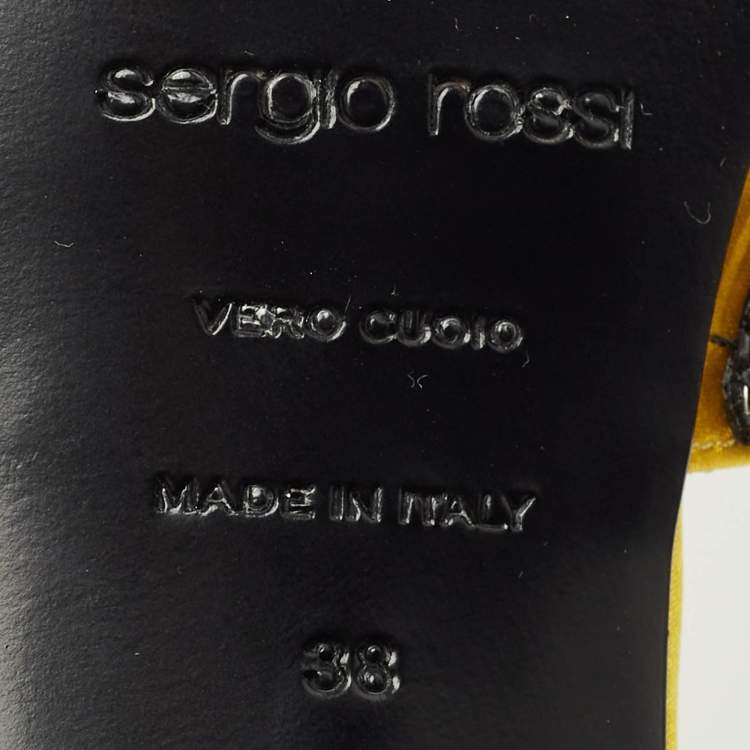 sergio rossi
VERO CUOIO
MADE IN ITALY
38